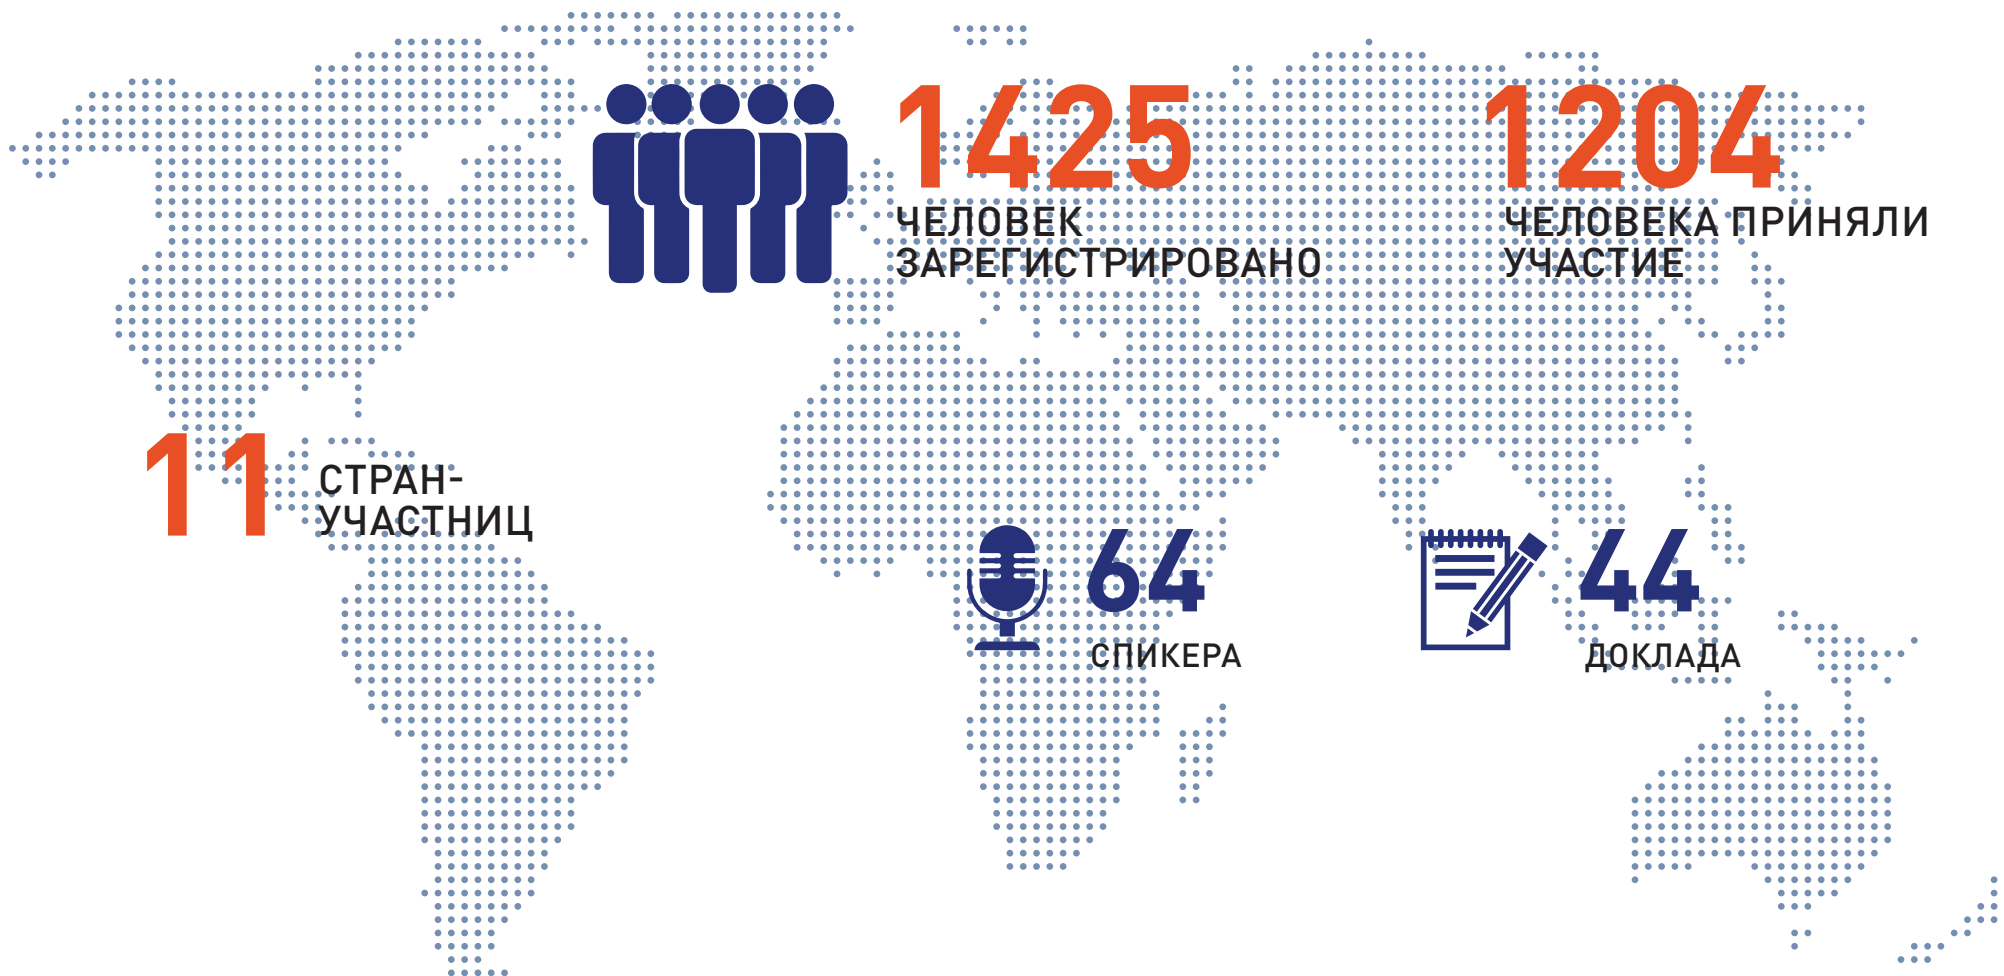 1425
ЧЕЛОВЕК
ЗАРЕГИСТРИРОВАНО
1204
ЧЕЛОВЕКА ПРИНЯЛИ
УЧАСТИЕ
11
СТРАН-
УЧАСТНИЦ
64
СПИКЕРА
44
ДОКЛАДА